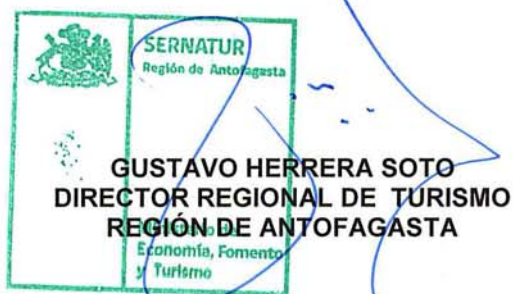 SERNATUR
Región de Antofagasta
GUSTAVO HERRERA SOTO
DIRECTOR REGIONAL DE TURISMO
REGIÓN DE ANTOFAGASTA
Economía, Fomento
y Turismo